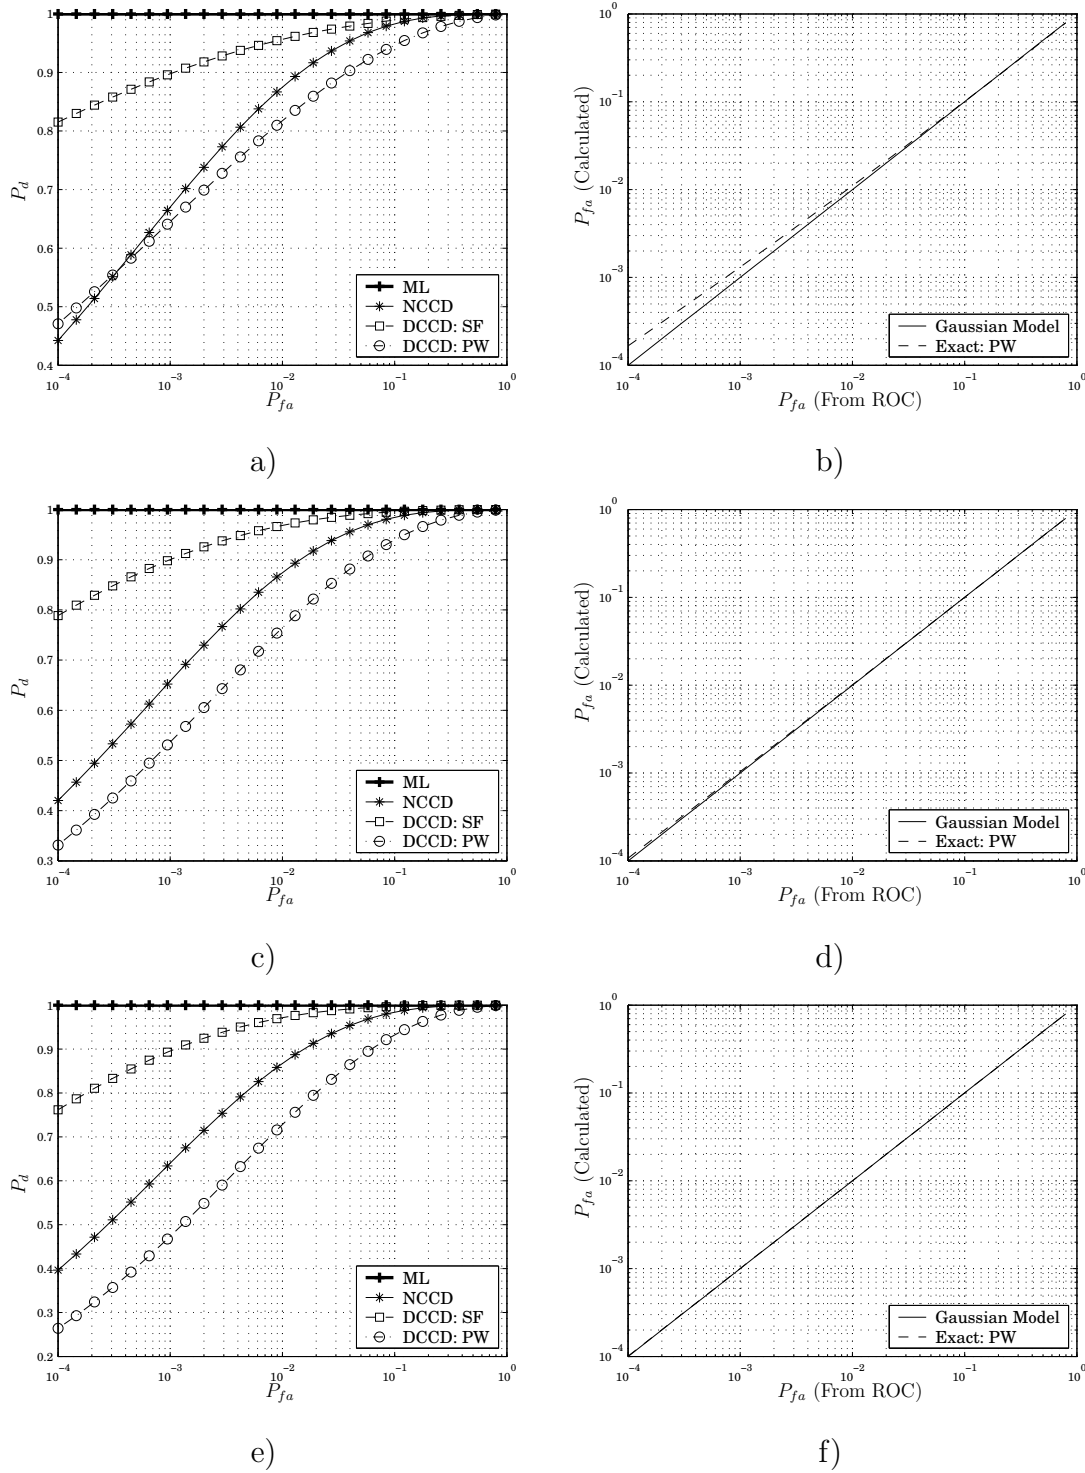 1
0.9
0.8
0.7
0.6
0.5
0.4
P_d
10^−4
10^−3
10^−2
10^−1
10^0
P_fa
ML
NCCD
DCCD: SF
DCCD: PW
a)
10^0
10^−1
10^−2
10^−3
10^−4
P_fa (Calculated)
10^−4
10^−3
10^−2
10^−1
10^0
P_fa (From ROC)
Gaussian Model
Exact: PW
b)
1
0.9
0.8
0.7
0.6
0.5
0.4
0.3
P_d
10^−4
10^−3
10^−2
10^−1
10^0
P_fa
ML
NCCD
DCCD: SF
DCCD: PW
c)
10^0
10^−1
10^−2
10^−3
10^−4
P_fa (Calculated)
10^−4
10^−3
10^−2
10^−1
10^0
P_fa (From ROC)
Gaussian Model
Exact: PW
d)
1
0.9
0.8
0.7
0.6
0.5
0.4
0.3
0.2
P_d
10^−4
10^−3
10^−2
10^−1
10^0
P_fa
ML
NCCD
DCCD: SF
DCCD: PW
e)
10^0
10^−1
10^−2
10^−3
10^−4
P_fa (Calculated)
10^−4
10^−3
10^−2
10^−1
10^0
P_fa (From ROC)
Gaussian Model
Exact: PW
f)